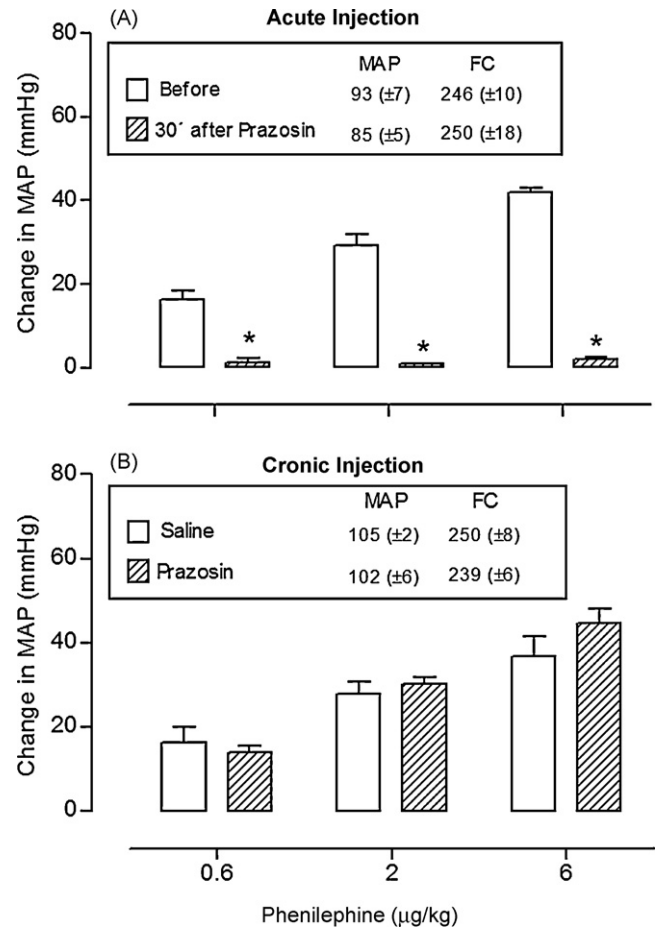 (A)
Acute Injection
80
60
40
20
0
Change in MAP (mmHg)
MAP FC
Before 93 (±7) 246 (±10)
30´ after Prazosin 85 (±5) 250 (±18)
* * *
(B)
Cronic Injection
80
60
40
20
0
Change in MAP (mmHg)
MAP FC
Saline 105 (±2) 250 (±8)
Prazosin 102 (±6) 239 (±6)
0.6 2 6
Phenilephine (μg/kg)